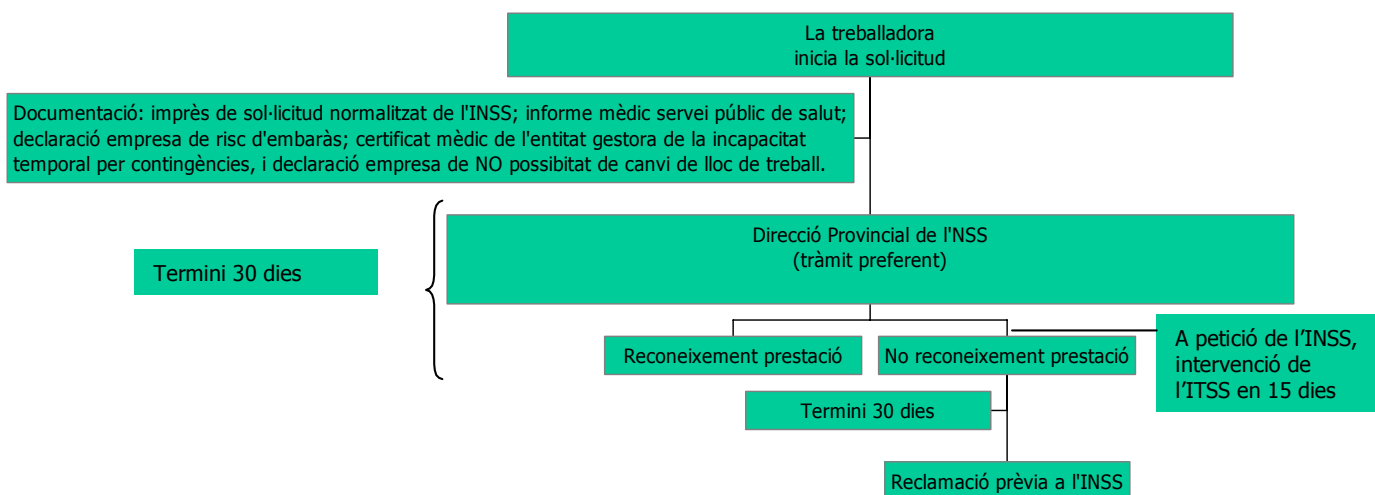 La treballadora
inicia la sol·licitud
Documentació: imprès de sol·licitud normalitzat de l'INSS; informe mèdic servei públic de salut;
declaració empresa de risc d'embaràs; certificat mèdic de l'entitat gestora de la incapacitat
temporal per contingències, i declaració empresa de NO possibitat de canvi de lloc de treball.
Direcció Provincial de l'NSS
(tràmit preferent)
Termini 30 dies
Reconeixement prestació
No reconeixement prestació
A petició de l’INSS,
intervenció de
l’ITSS en 15 dies
Termini 30 dies
Reclamació prèvia a l'INSS